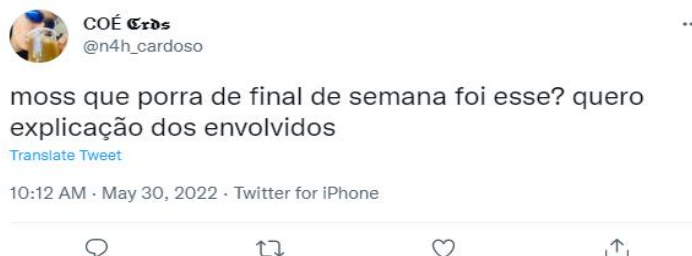 COÉ 𝕮𝖗𝖉𝖘
@n4h_cardoso
moss que porra de final de semana foi esse? quero
explicação dos envolvidos
Translate Tweet
10:12 AM · May 30, 2022 · Twitter for iPhone